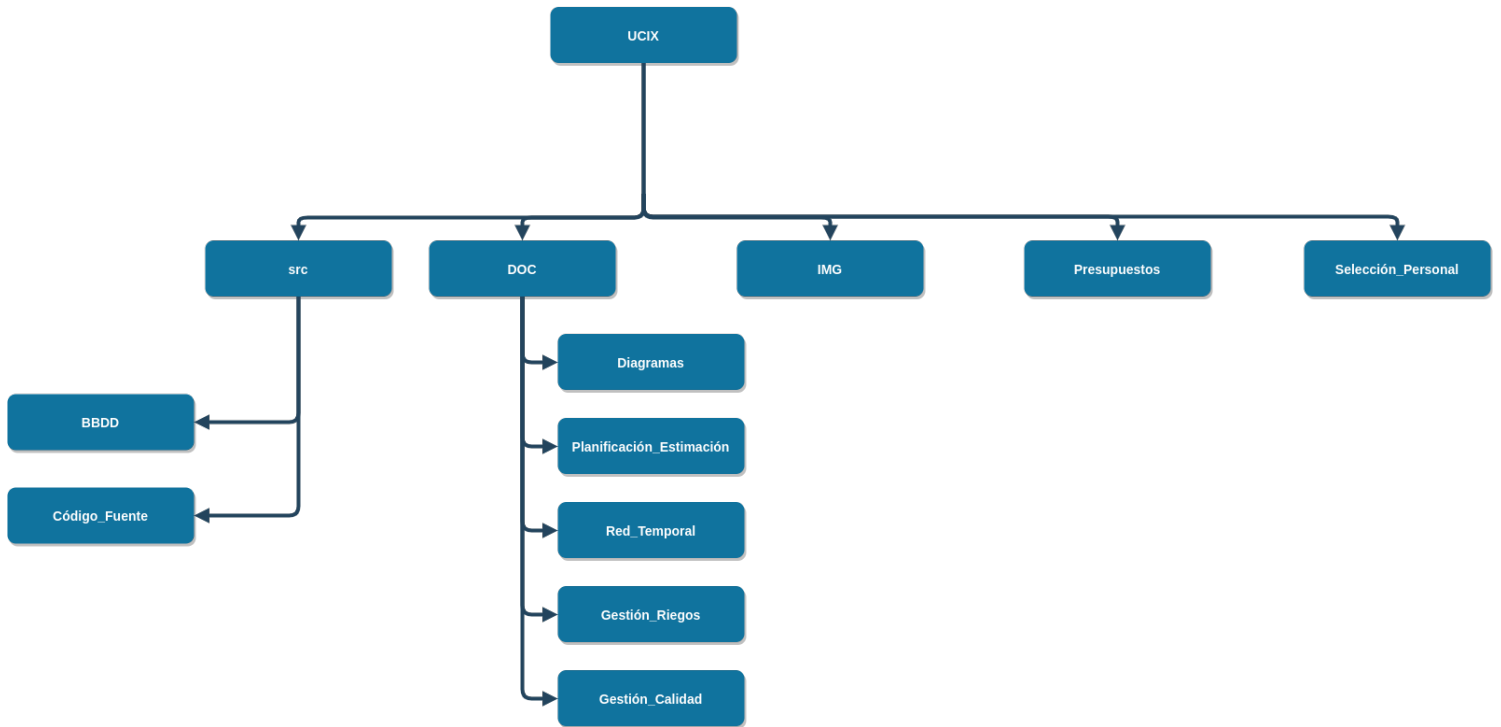 UCIX
src
DOC
IMG
Presupuestos
Selección_Personal
Diagramas
BBDD
Planificación_Estimación
Código_Fuente
Red_Temporal
Gestión_Riegos
Gestión_Calidad